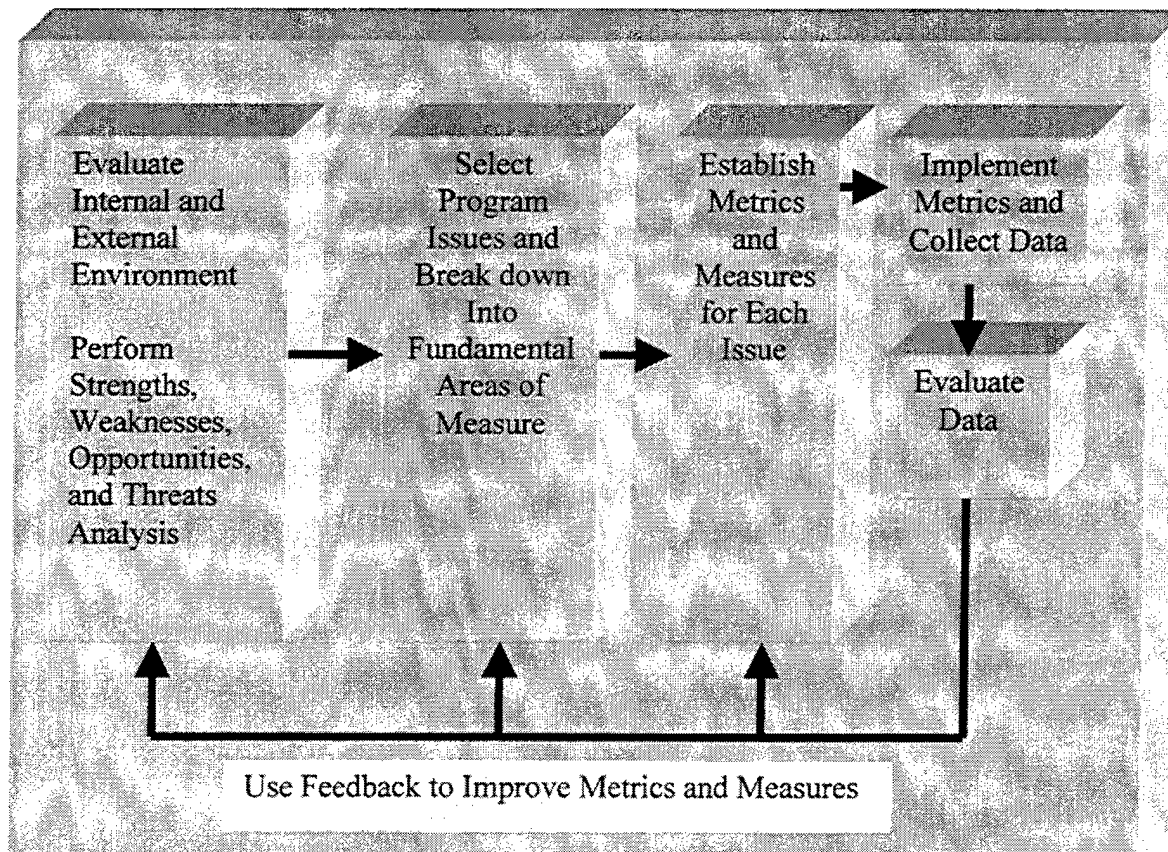 Evaluate
Internal and
External
Environment
Perform
Strengths,
Weaknesses,
Opportunities,
and Threats
Analysis
Select
Program
Issues and
Break down
Into
Fundamental
Areas of
Measure
Establish
Metrics
and
Measures
for Each
Issue
Implement
Metrics and
Collect Data
Evaluate
Data
Use Feedback to Improve Metrics and Measures